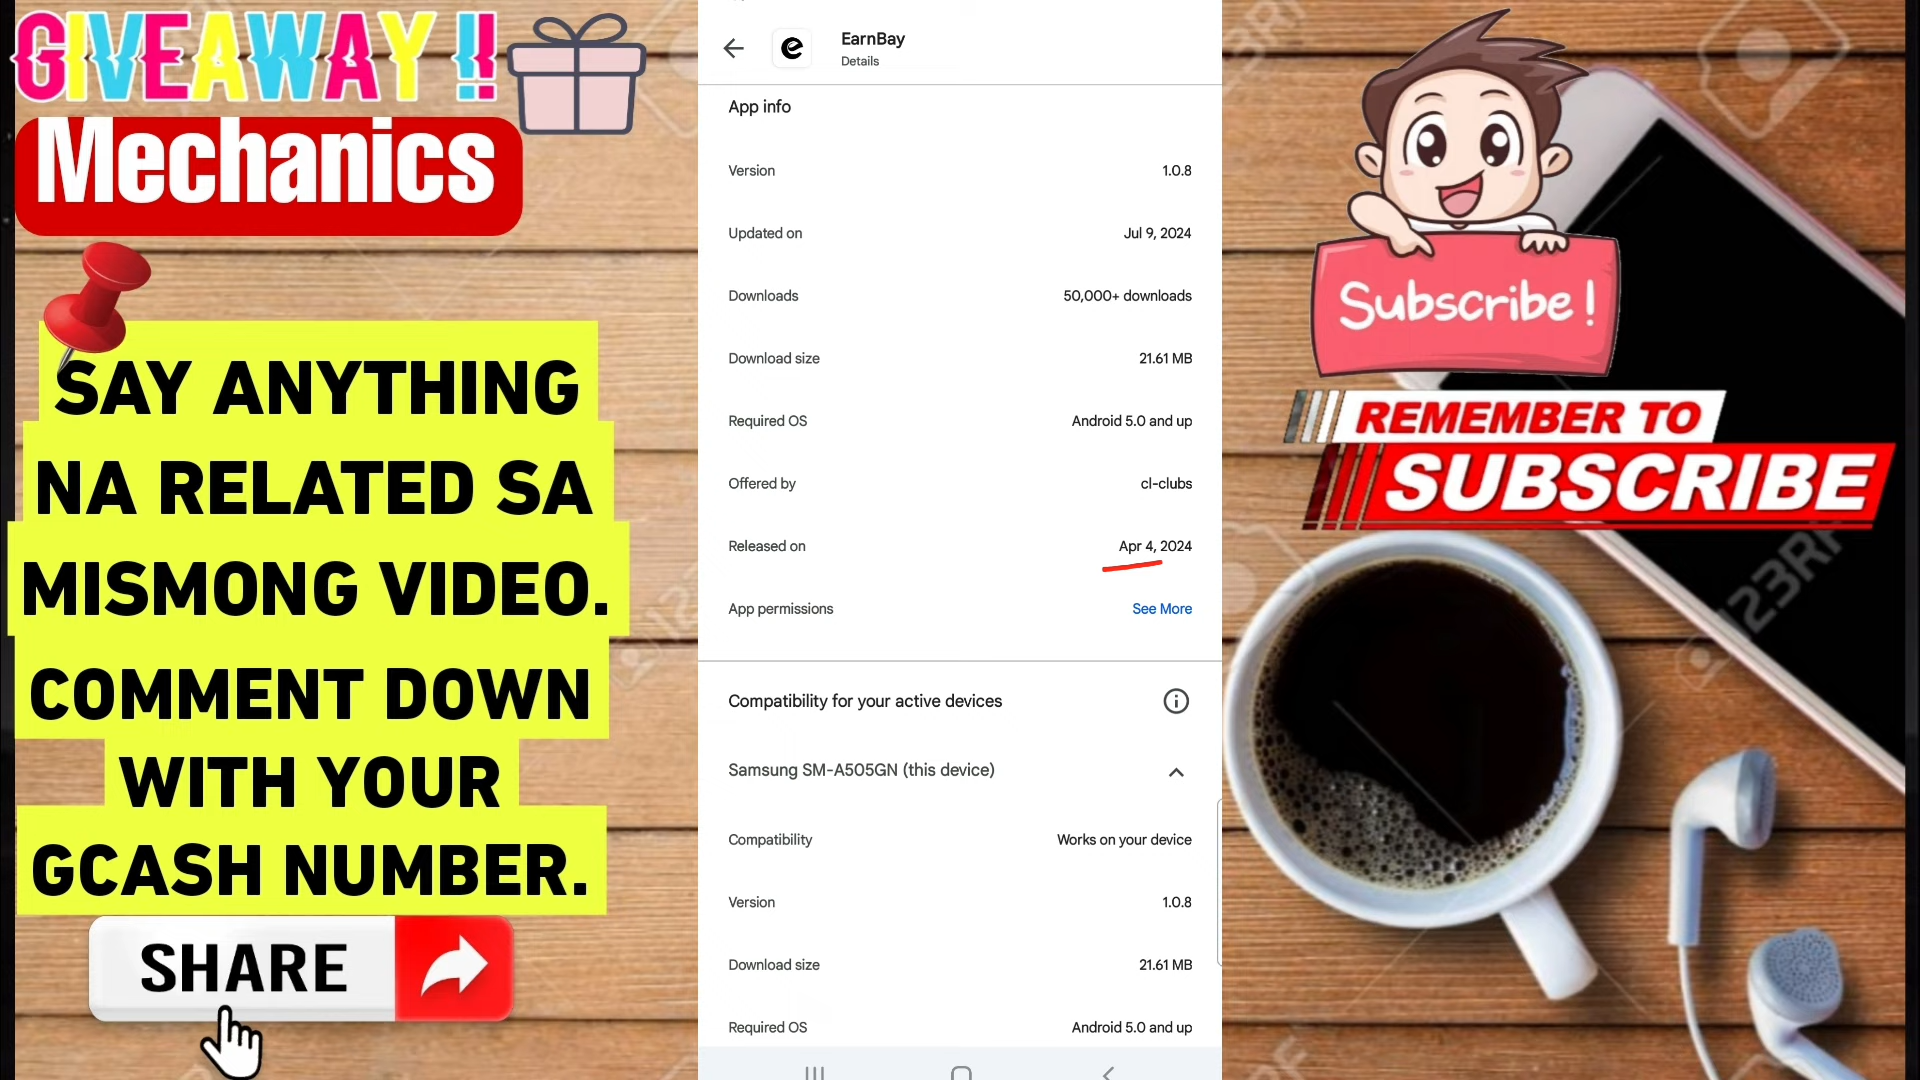 GIVEAWAY !!
Mechanics
SAY ANYTHING
NA RELATED SA
MISMONG VIDEO.
COMMENT DOWN
WITH YOUR
GCASH NUMBER.
SHARE
EarnBay
Details
App info
Version 1.0.8
Updated on Jul 9, 2024
Downloads 50,000+ downloads
Download size 21.61 MB
Required OS Android 5.0 and up
Offered by cl-clubs
Released on Apr 4, 2024
App permissions See More
Compatibility for your active devices
Samsung SM-A505GN (this device)
Compatibility Works on your device
Version 1.0.8
Download size 21.61 MB
Required OS Android 5.0 and up
Subscribe!
REMEMBER TO
SUBSCRIBE
123RF